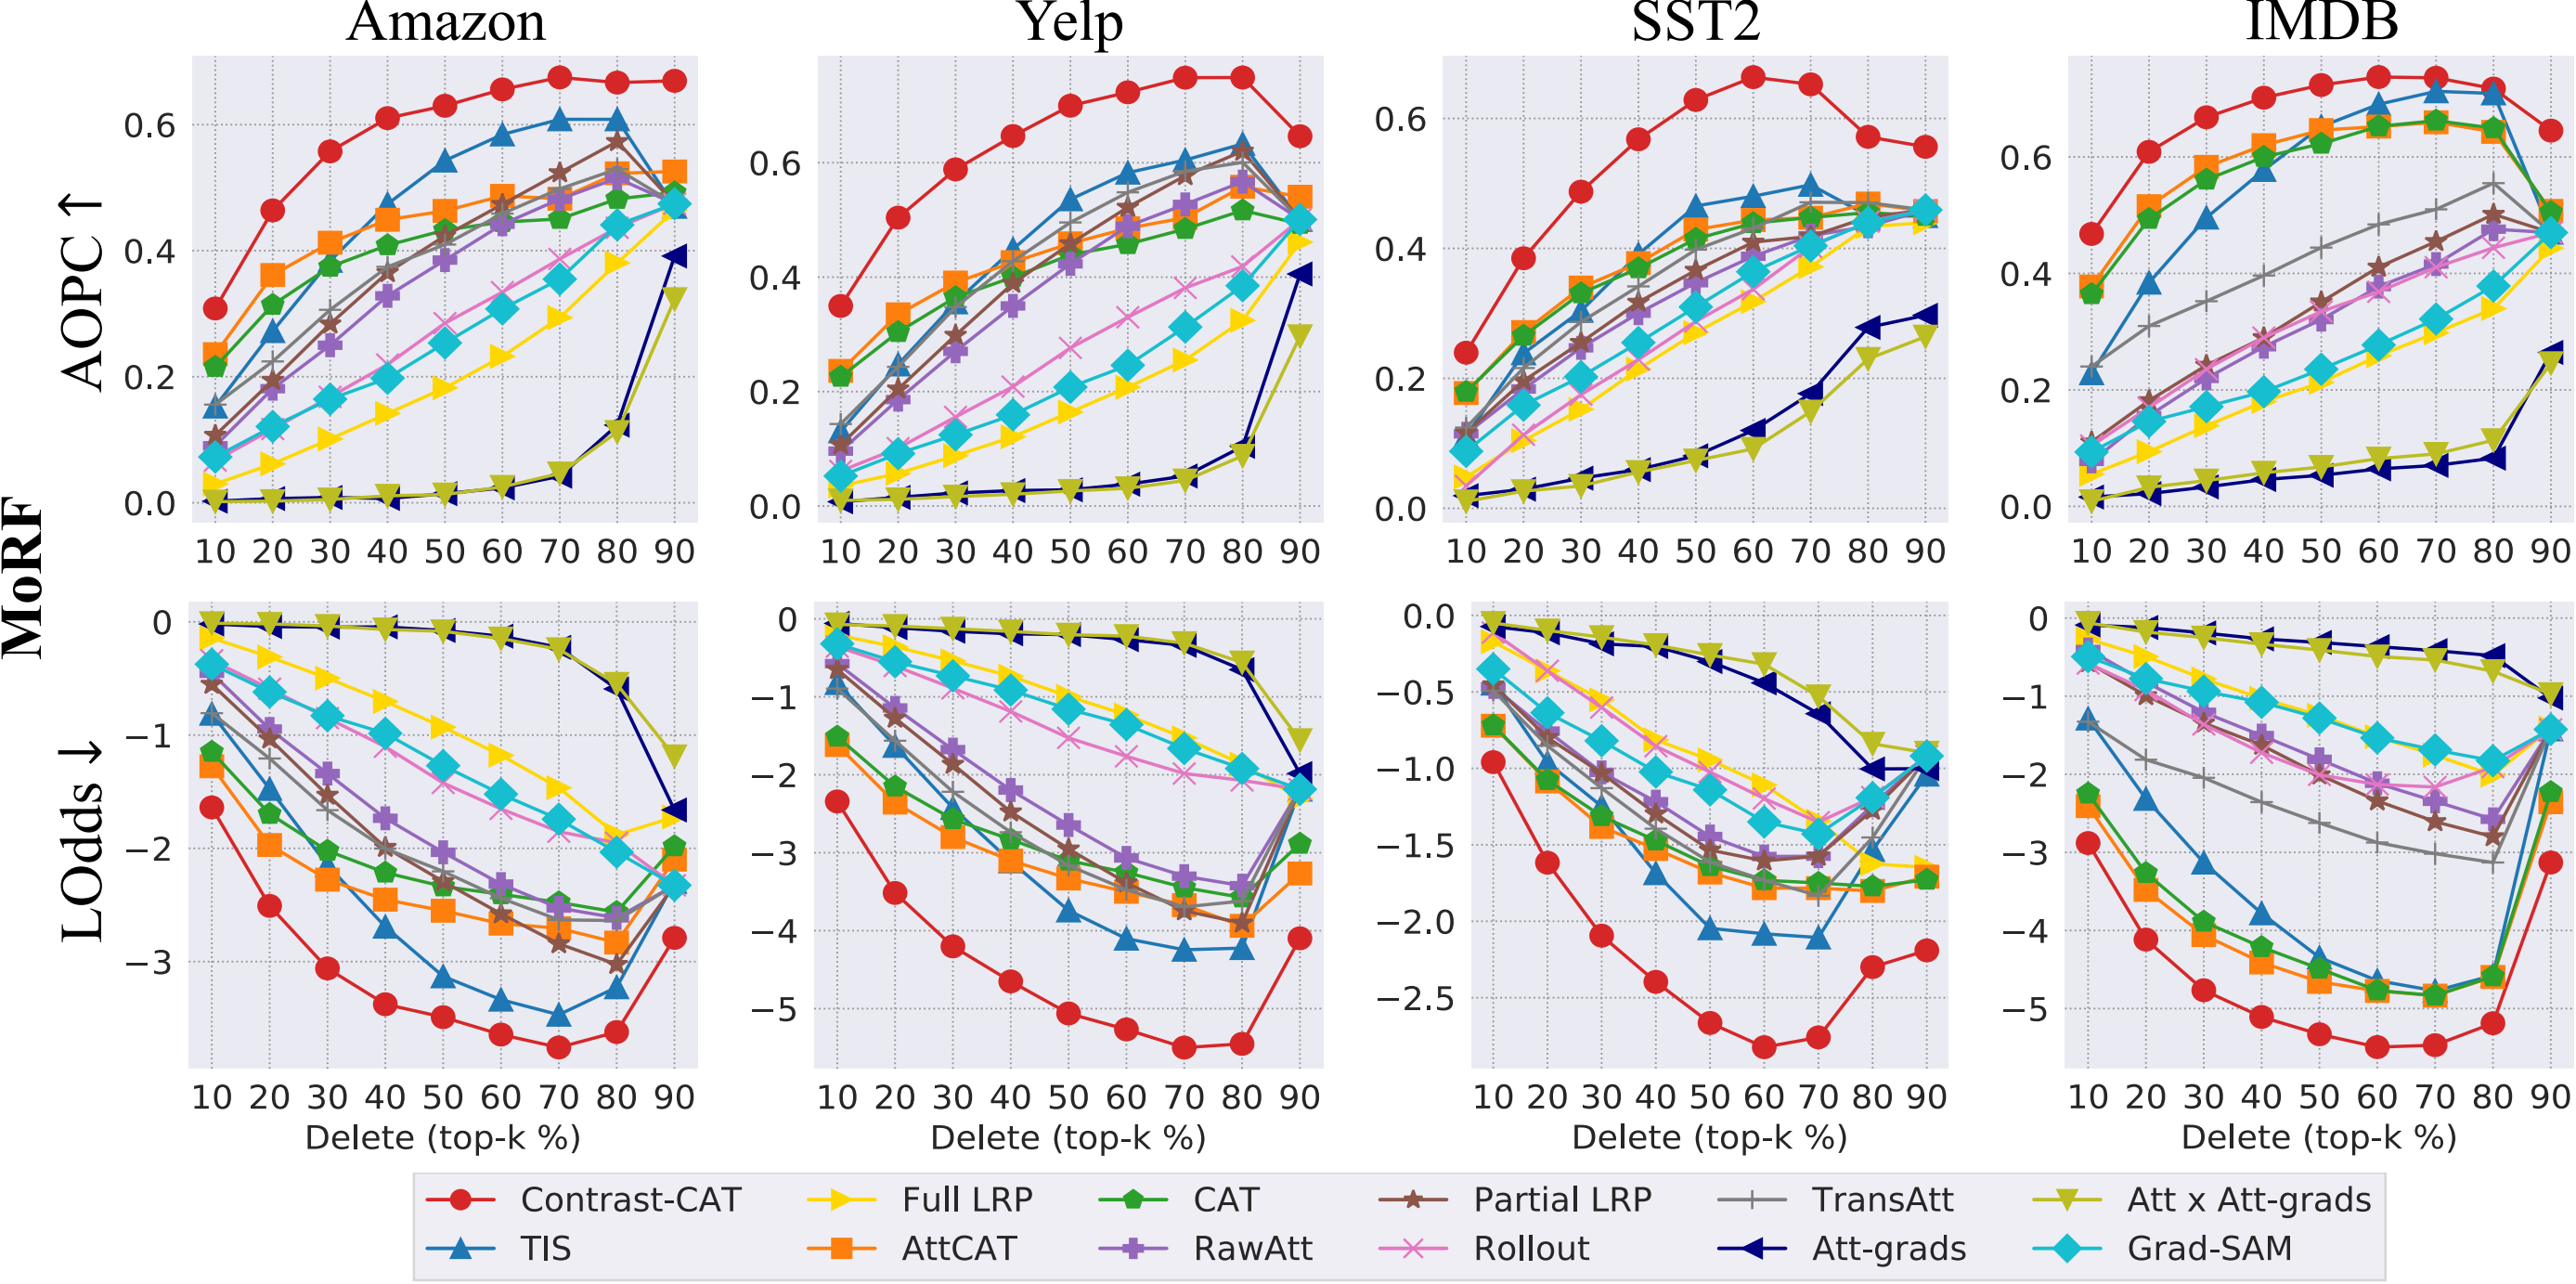 Amazon Yelp SST2 IMDB
MoRF
AOPC ↑
0.6 0.6 0.6 0.6
0.4 0.4 0.4 0.4
0.2 0.2 0.2 0.2
0.0 0.0 0.0 0.0
10 20 30 40 50 60 70 80 90 10 20 30 40 50 60 70 80 90 10 20 30 40 50 60 70 80 90 10 20 30 40 50 60 70 80 90
LOdds ↓
0 −1 −2 −3
0 −1 −2 −3 −4 −5
0.0 −0.5 −1.0 −1.5 −2.0 −2.5
0 −1 −2 −3 −4 −5
10 20 30 40 50 60 70 80 90 10 20 30 40 50 60 70 80 90 10 20 30 40 50 60 70 80 90 10 20 30 40 50 60 70 80 90
Delete (top-k %) Delete (top-k %) Delete (top-k %) Delete (top-k %)
Contrast-CAT Full LRP CAT Partial LRP TransAtt Att x Att-grads
TIS AttCAT RawAtt Rollout Att-grads Grad-SAM